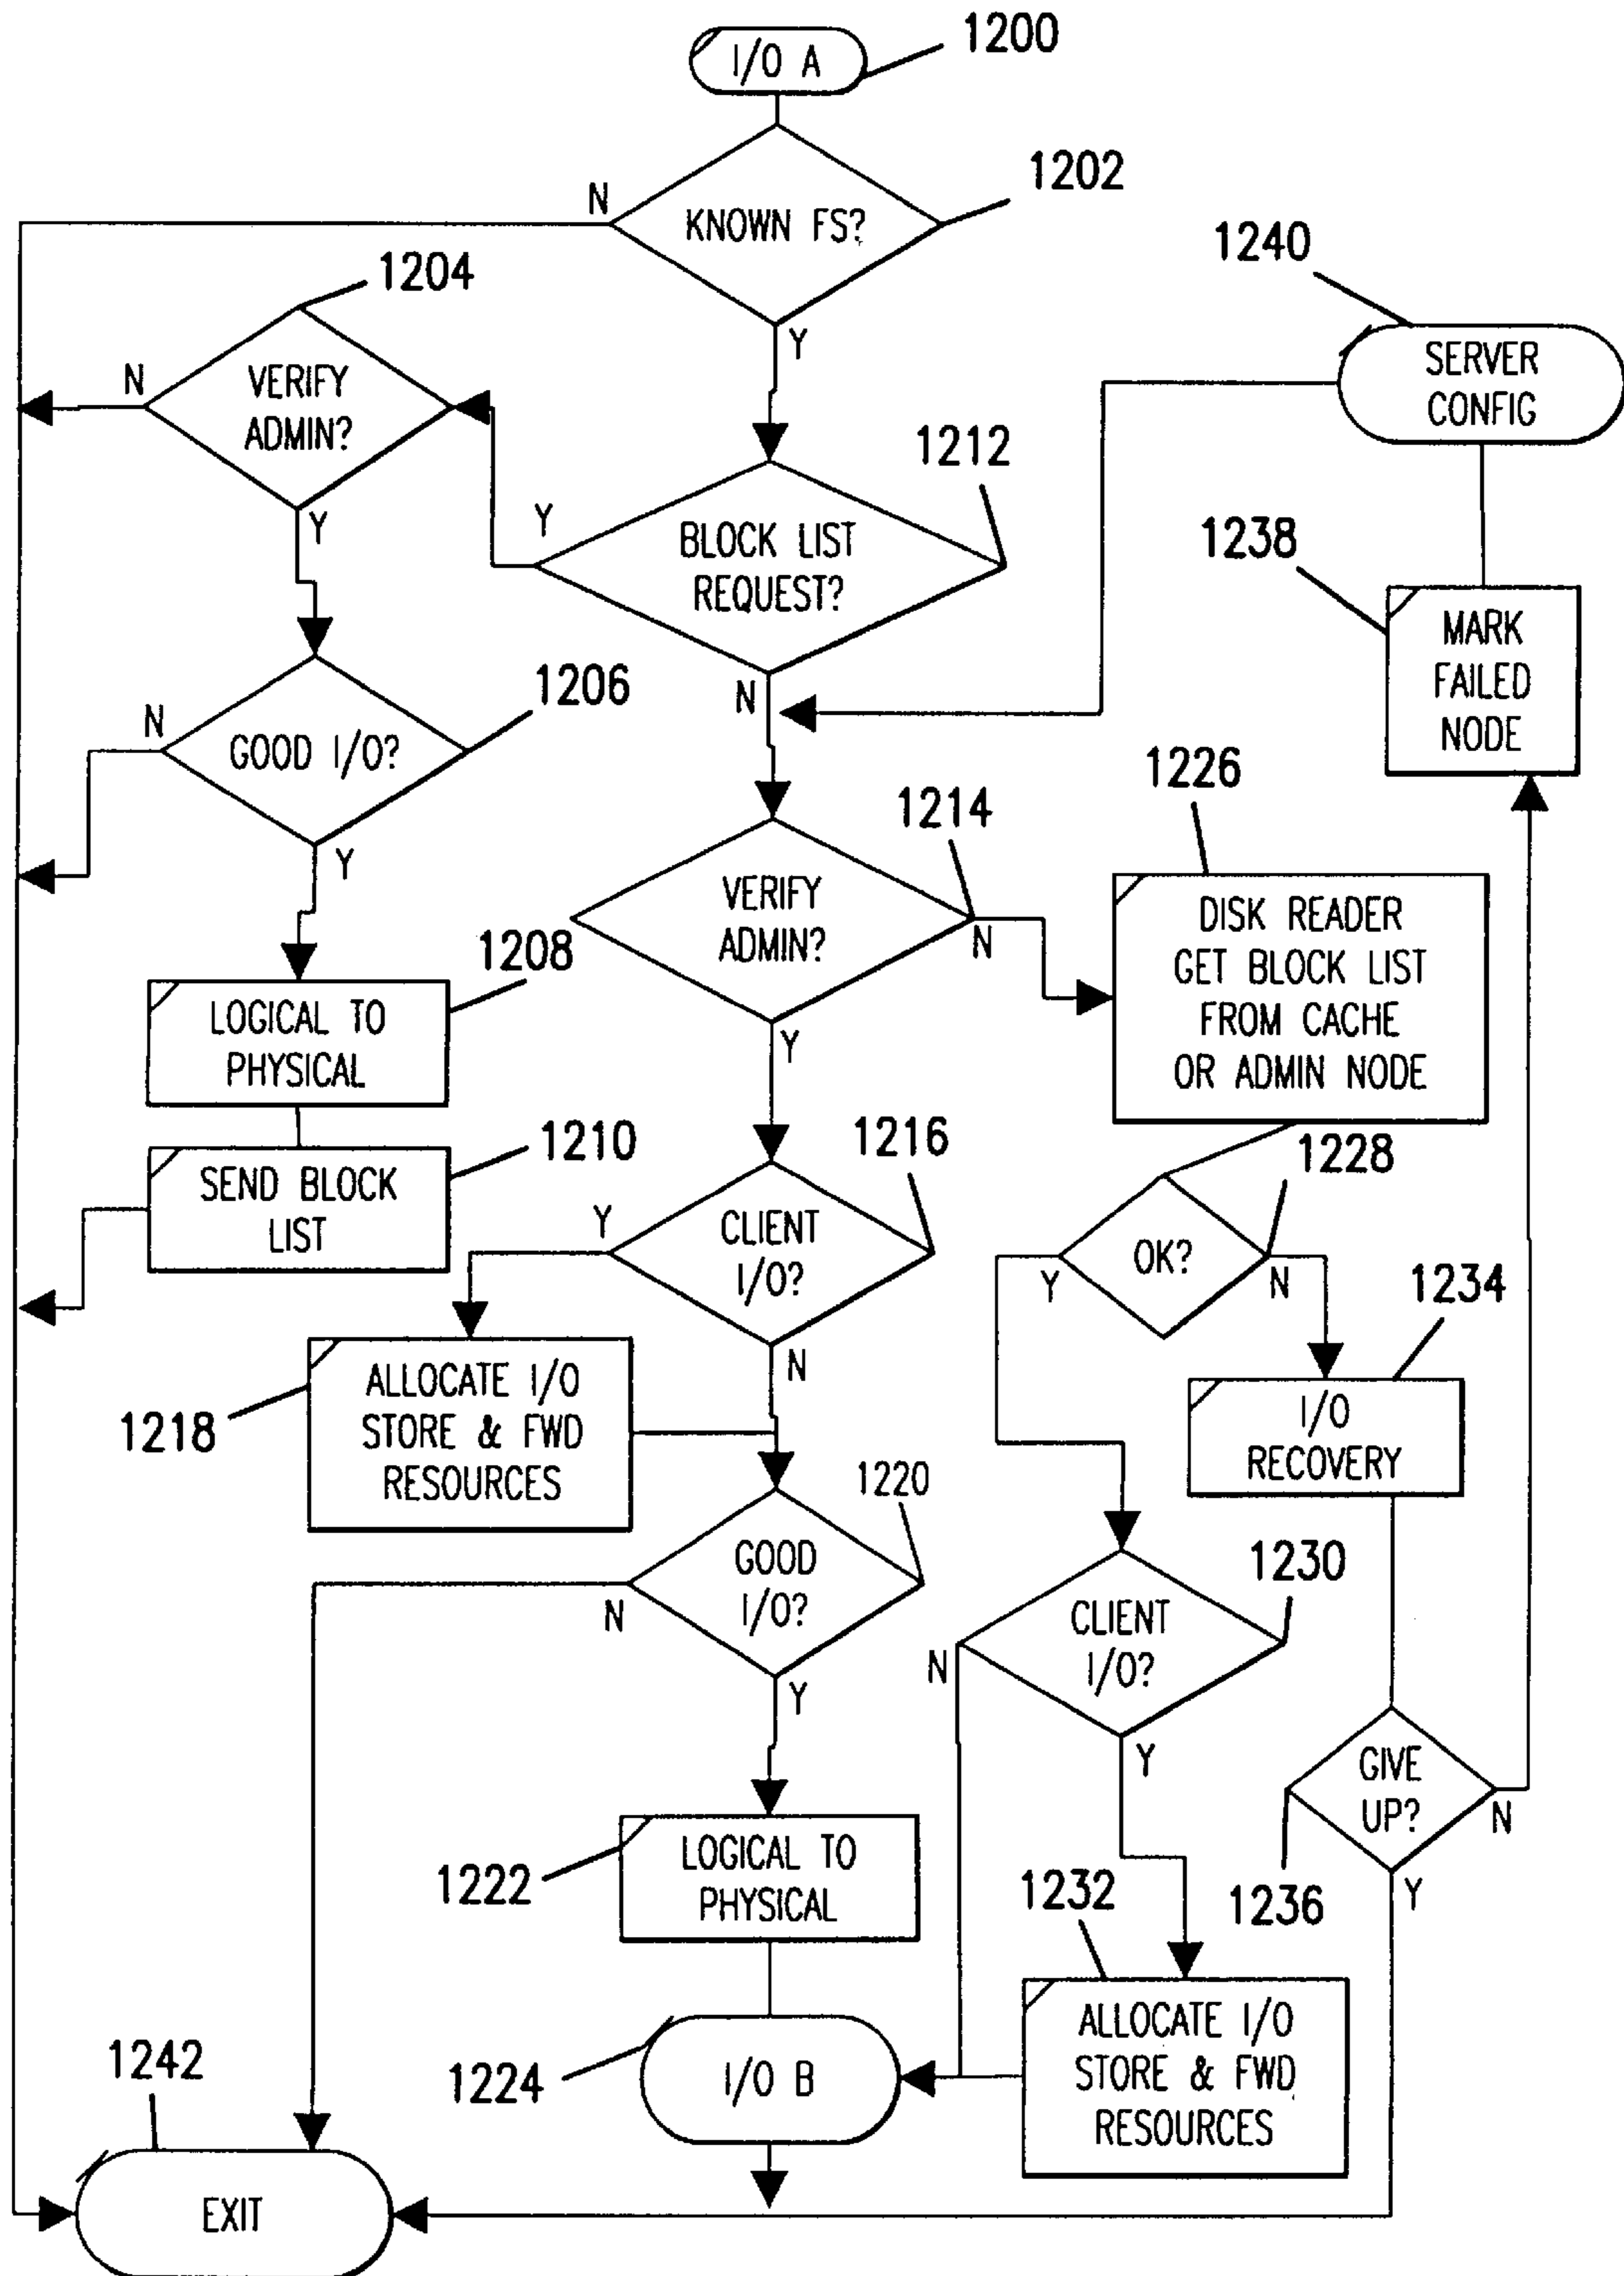 I/O A
1200
N
KNOWN FS?
1202
Y
1204
N
VERIFY
ADMIN?
Y
1240
SERVER
CONFIG
1212
Y
BLOCK LIST
REQUEST?
N
1238
MARK
FAILED
NODE
N
GOOD I/O?
1206
Y
1214
VERIFY
ADMIN?
N
Y
1226
DISK READER
GET BLOCK LIST
FROM CACHE
OR ADMIN NODE
1208
LOGICAL TO
PHYSICAL
1210
SEND BLOCK
LIST
1216
Y
CLIENT
I/O?
N
1228
OK?
Y
N
1234
I/O
RECOVERY
1218
ALLOCATE I/O
STORE & FWD
RESOURCES
1220
GOOD
I/O?
N
Y
1230
CLIENT
I/O?
N
Y
GIVE
UP?
N
Y
1236
1222
LOGICAL TO
PHYSICAL
1232
ALLOCATE I/O
STORE & FWD
RESOURCES
1224
I/O B
1242
EXIT